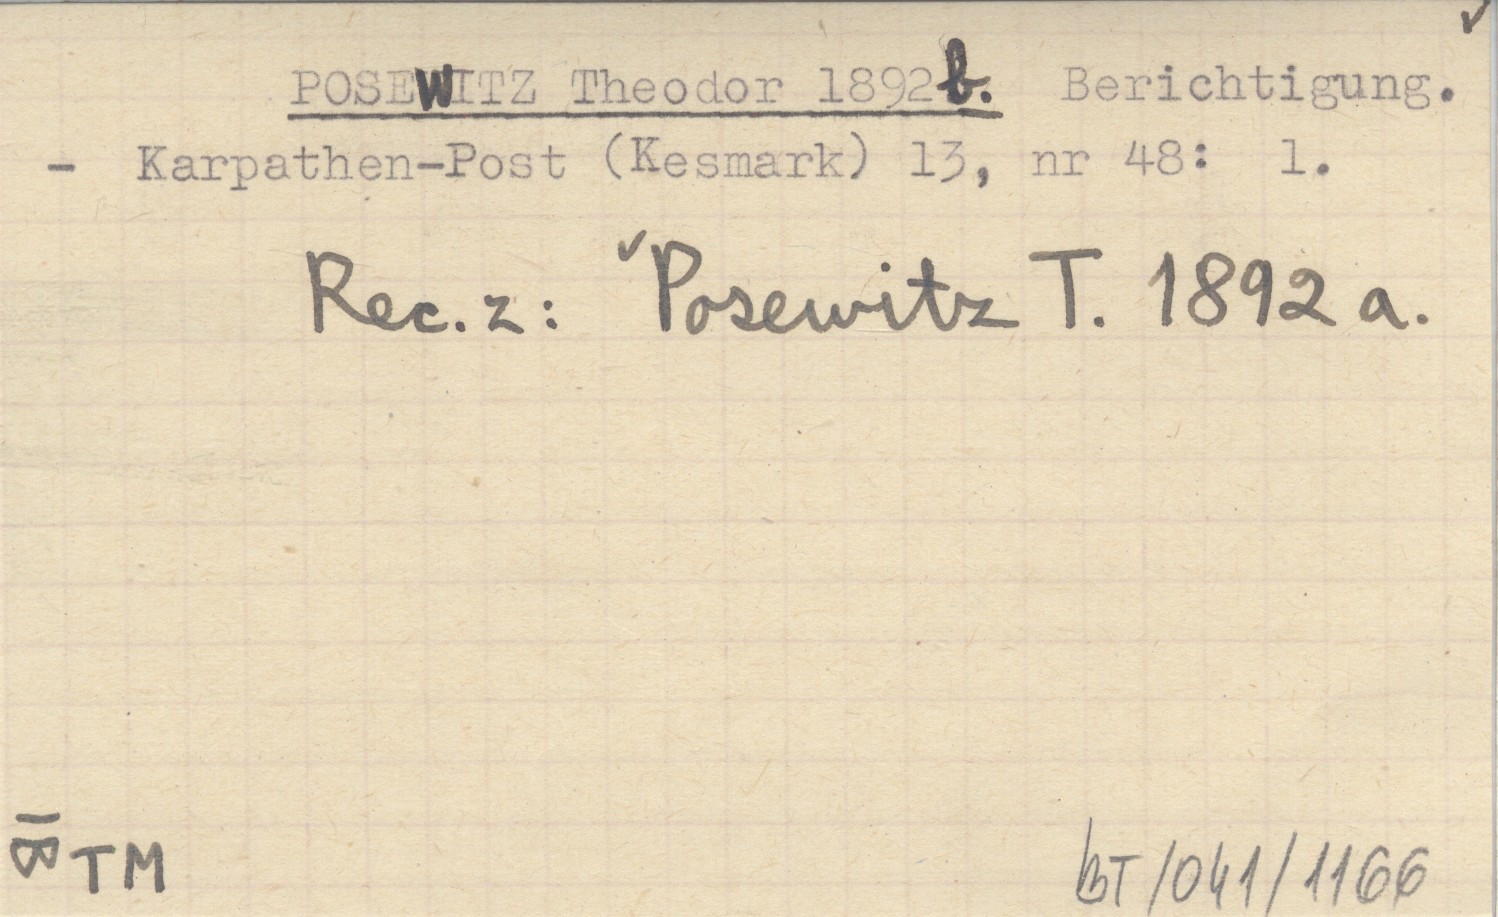 POSEWITZ Theodor 1892b. Berichtigung.
- Karpathen-Post (Kesmark) 13, nr 48: 1.
Rec. z: Posewitz T. 1892 a.
TM
BT/041/1166